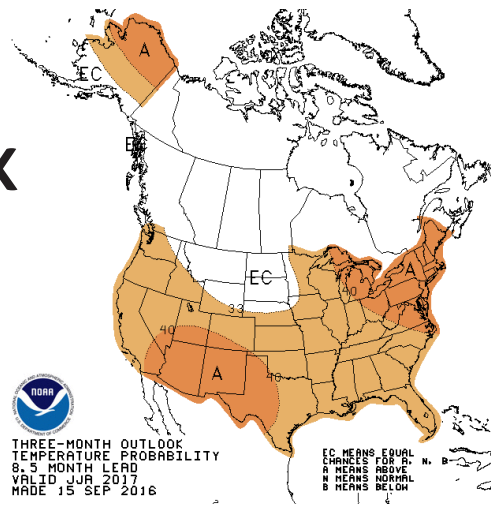 A
EC
EC
x
EC
A
40
33
40
A
40
NOAA
THREE-MONTH OUTLOOK
TEMPERATURE PROBABILITY
8.5 MONTH LEAD
VALID JJA 2017
MADE 15 SEP 2016
EC MEANS EQUAL
CHANCES FOR A, N, B
A MEANS ABOVE
N MEANS NORMAL
B MEANS BELOW